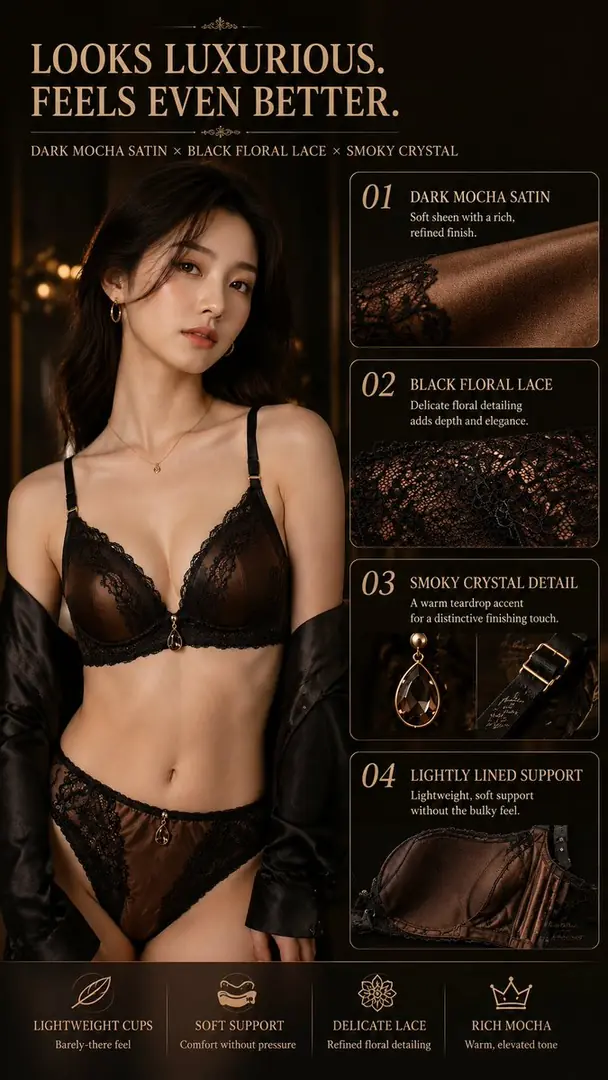 LOOKS LUXURIOUS.
FEELS EVEN BETTER.
DARK MOCHA SATIN × BLACK FLORAL LACE × SMOKY CRYSTAL
01
DARK MOCHA SATIN
Soft sheen with a rich,
refined finish.
02
BLACK FLORAL LACE
Delicate floral detailing
adds depth and elegance.
03
SMOKY CRYSTAL DETAIL
A warm teardrop accent
for a distinctive finishing touch.
04
LIGHTLY LINED SUPPORT
Lightweight, soft support
without the bulky feel.
LIGHTWEIGHT CUPS
Barely-there feel
SOFT SUPPORT
Comfort without pressure
DELICATE LACE
Refined floral detailing
RICH MOCHA
Warm, elevated tone